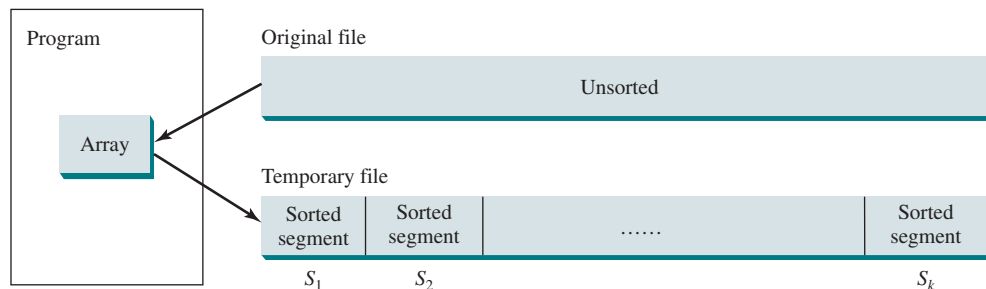 Program
Original file
Unsorted
Array
Temporary file
Sorted
segment
Sorted
segment
......
Sorted
segment
S1
S2
Sk